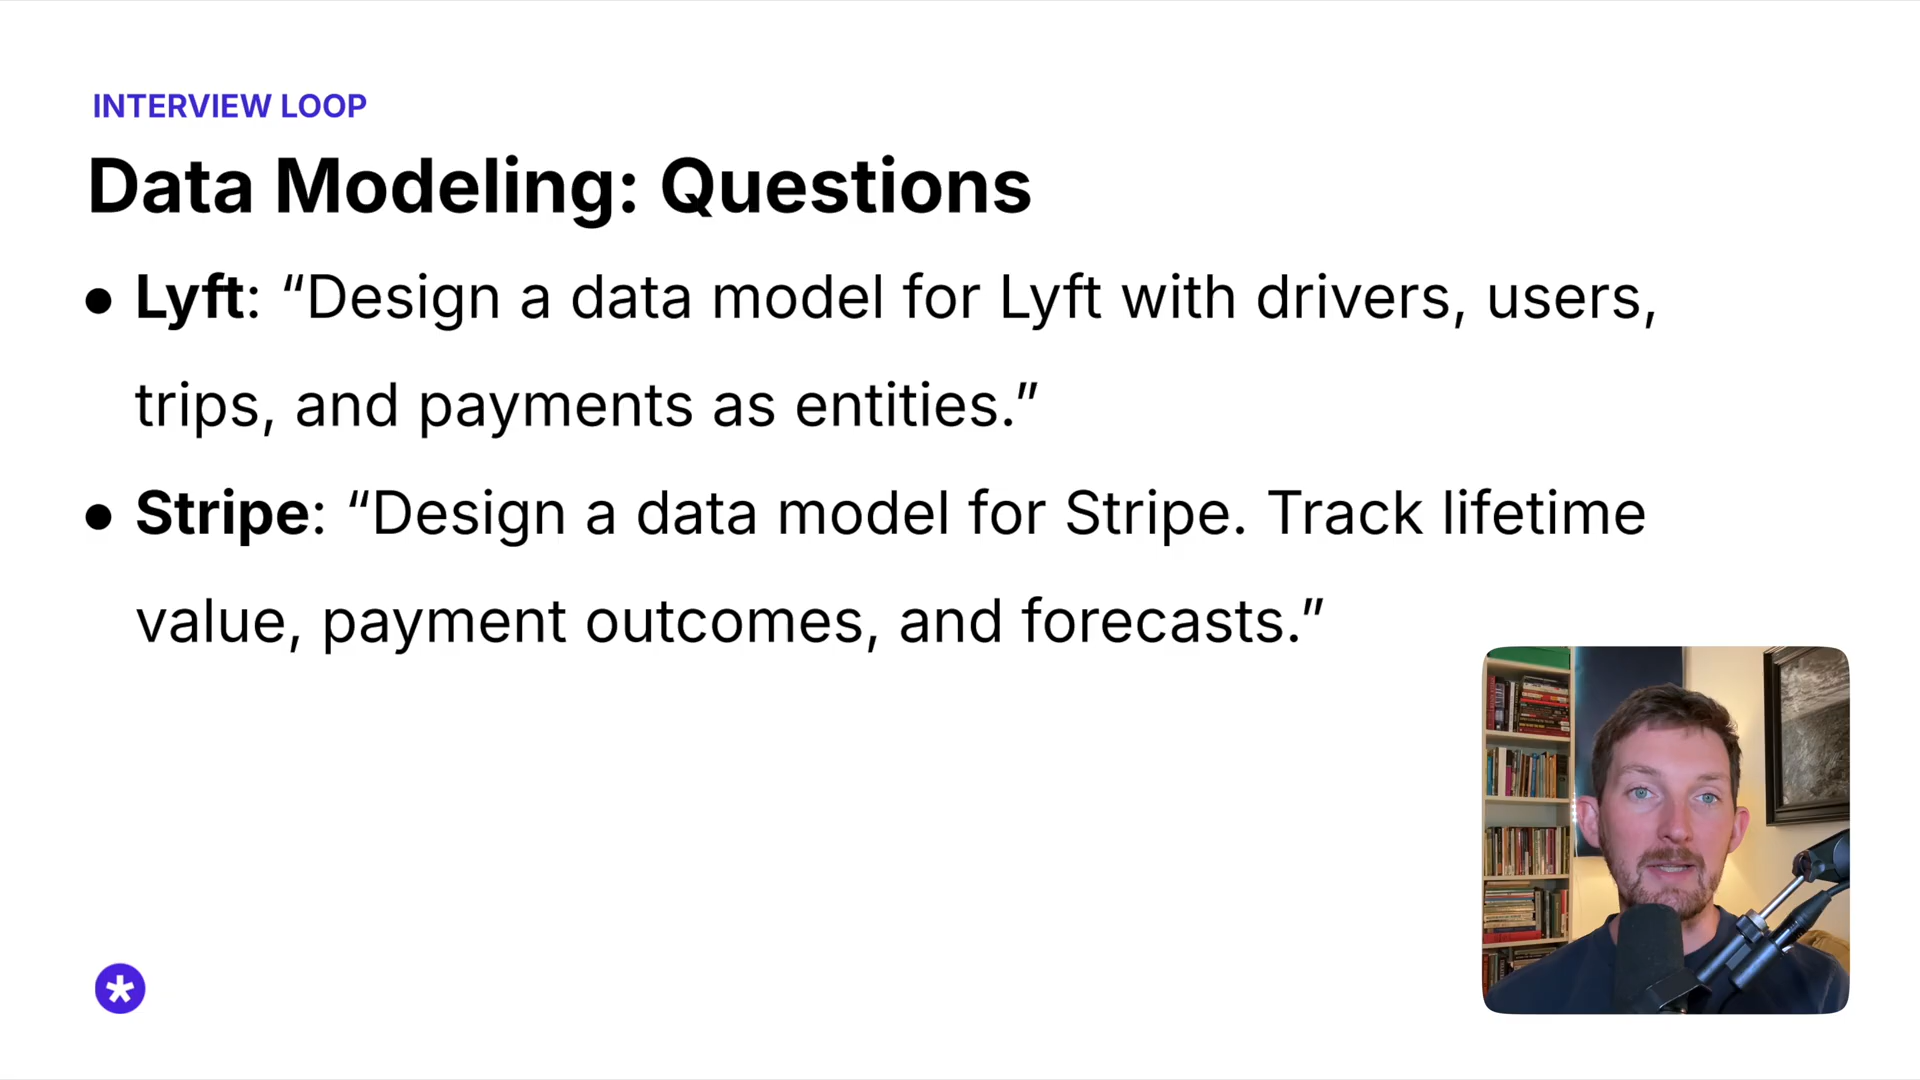 INTERVIEW LOOP
Data Modeling: Questions
● Lyft: “Design a data model for Lyft with drivers, users,
trips, and payments as entities.”
● Stripe: “Design a data model for Stripe. Track lifetime
value, payment outcomes, and forecasts.”